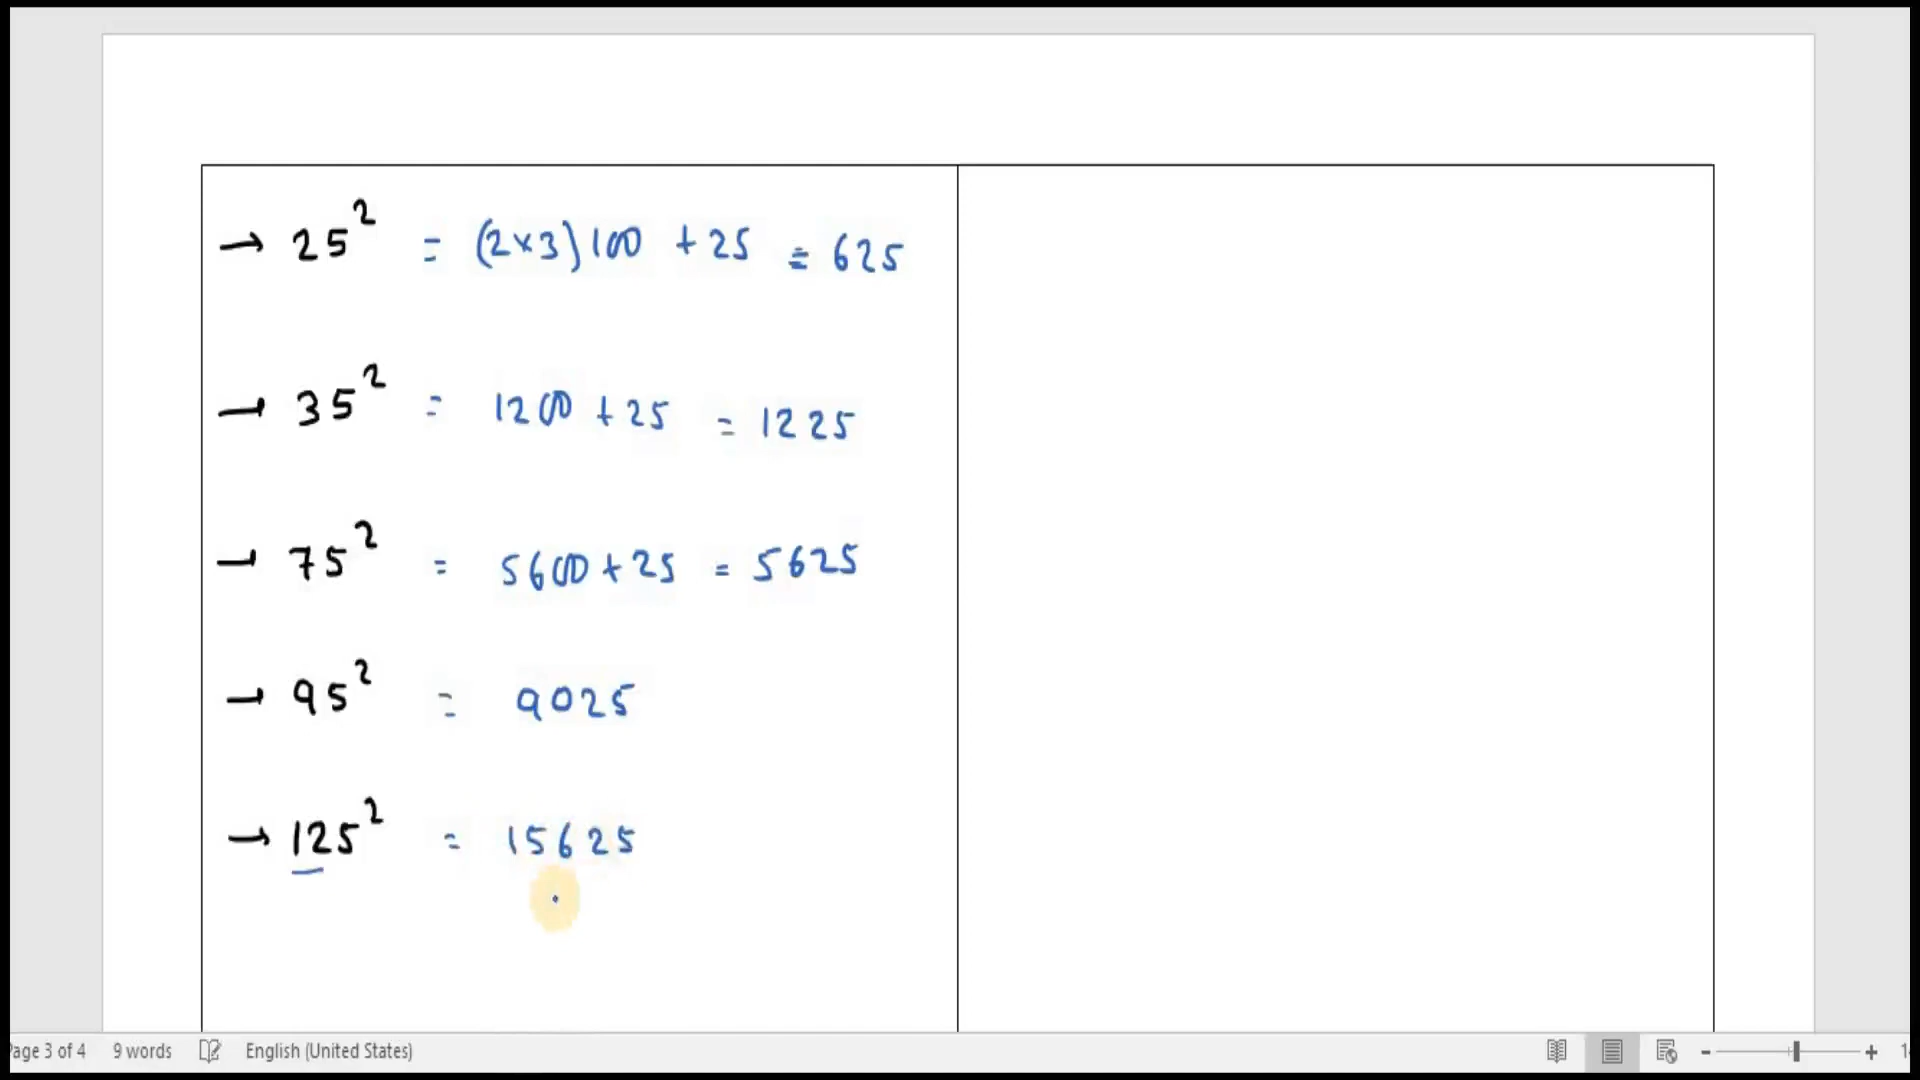 → 25² = (2×3)100 + 25 = 625
→ 35² = 1200 + 25 = 1225
→ 75² = 5600 + 25 = 5625
→ 95² = 9025
→ 125² = 15625
Page 3 of 4 9 words English (United States)